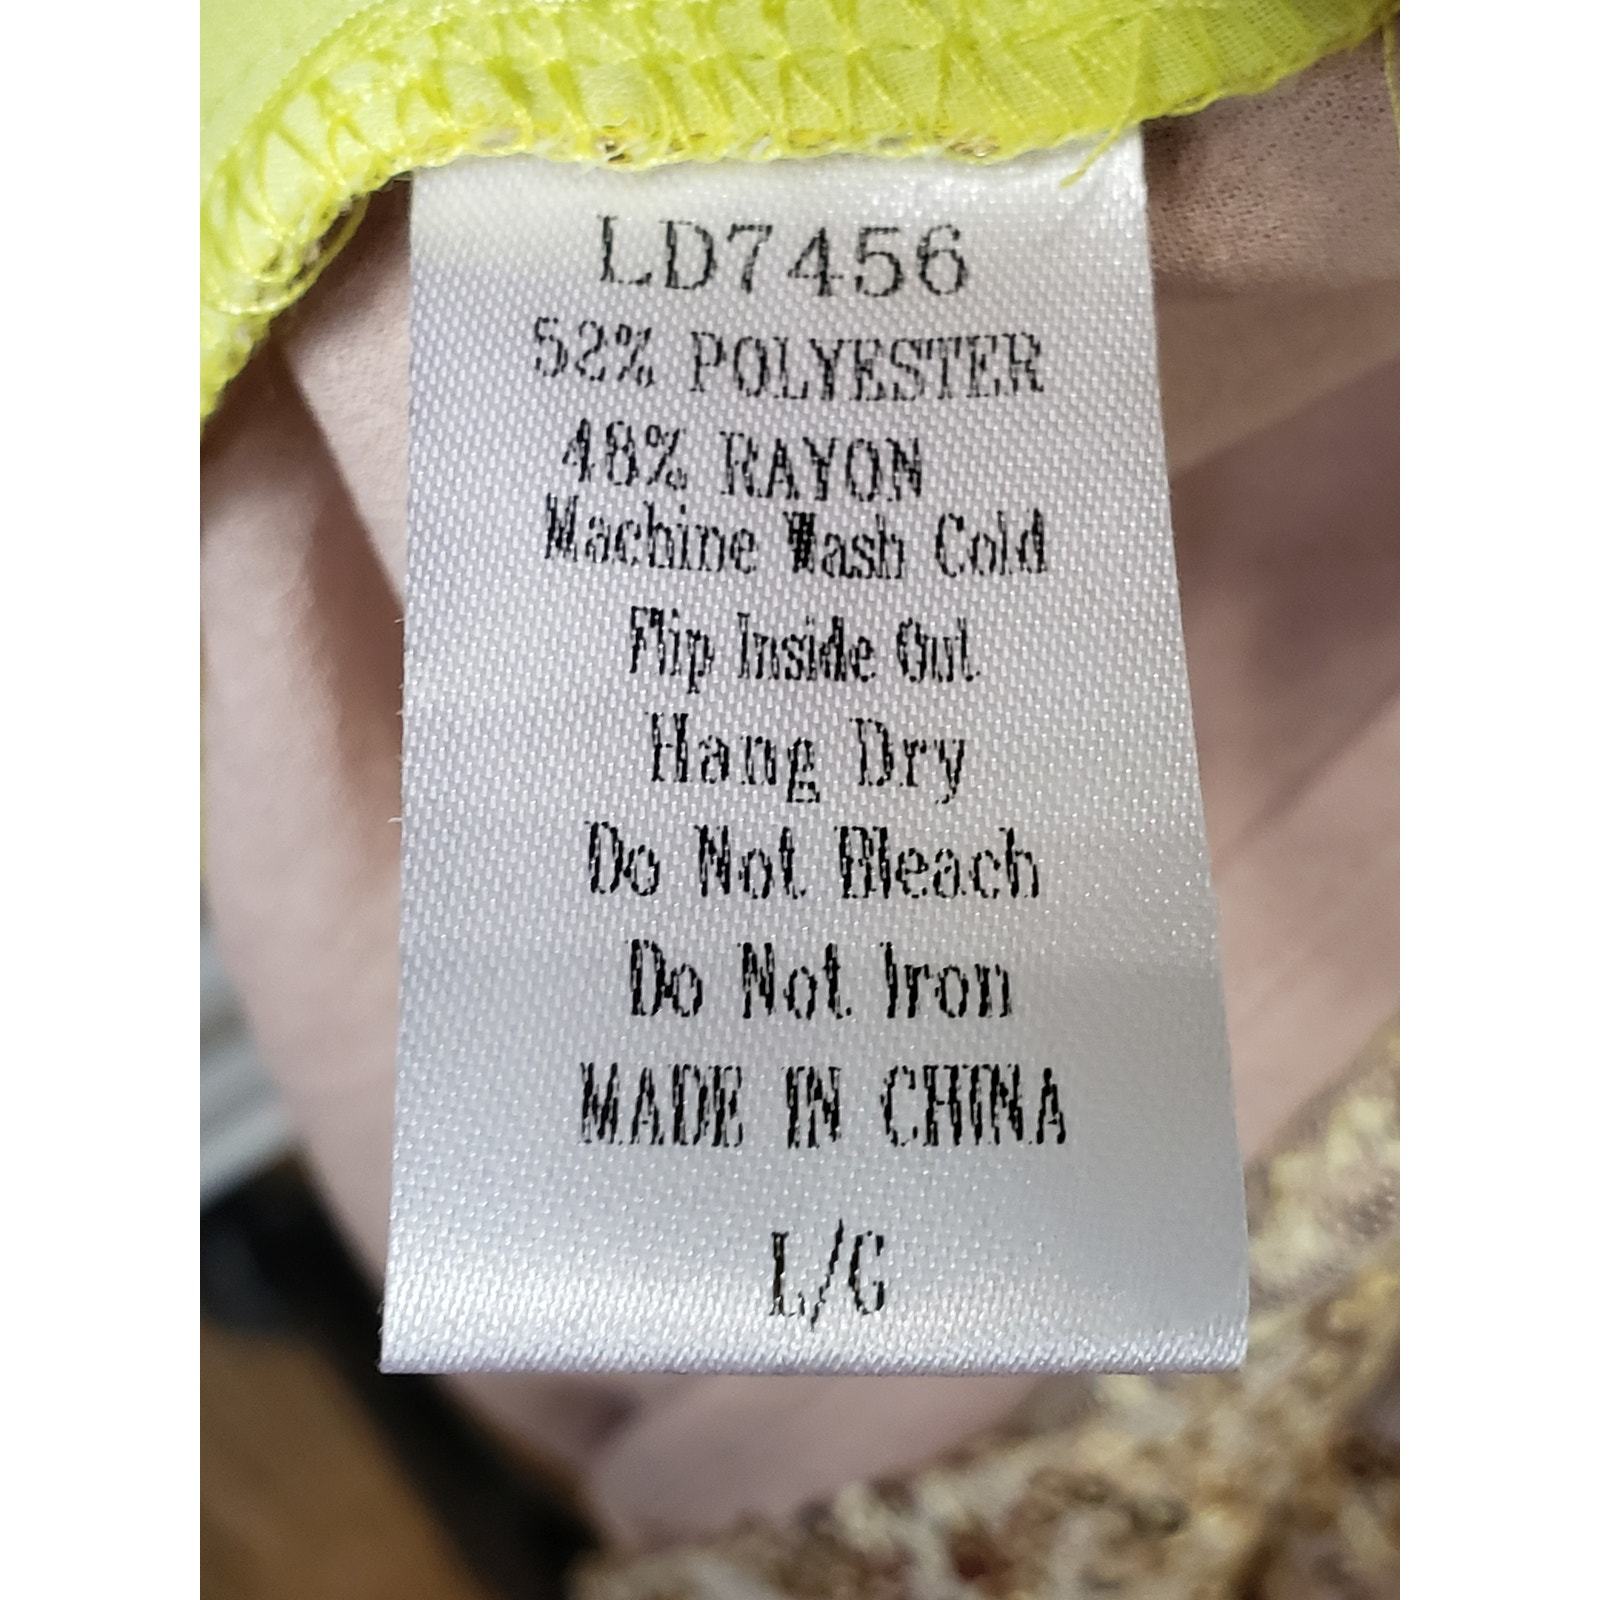 LD7456
52% POLYESTER
48% RAYON
Machine Wash Cold
Flip Inside Out
Hang Dry
Do Not Bleach
Do Not Iron
MADE IN CHINA
L/G